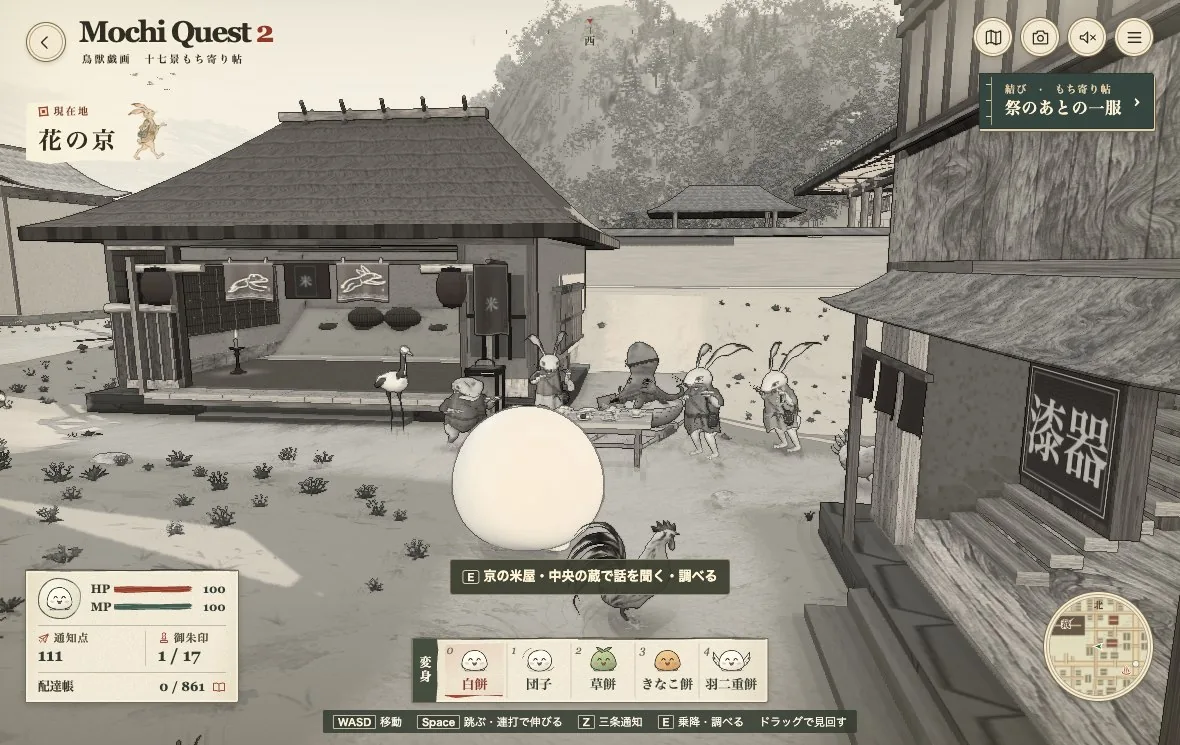 Mochi Quest 2
鳥獣戯画 十七景もち寄り帖
西
現在地
花の京
結び ・ もち寄り帖
祭のあとの一服
米
米
漆器
E 京の米屋・中央の蔵で話を聞く・調べる
HP 100
MP 100
通知点 御朱印
111 1 / 17
配達帳 0 / 861
変身
0 白餅
1 団子
2 草餅
3 きなこ餅
4 羽二重餅
北
WASD 移動 Space 跳ぶ・連打で伸びる Z 三条通知 E 乗降・調べる ドラッグで見回す